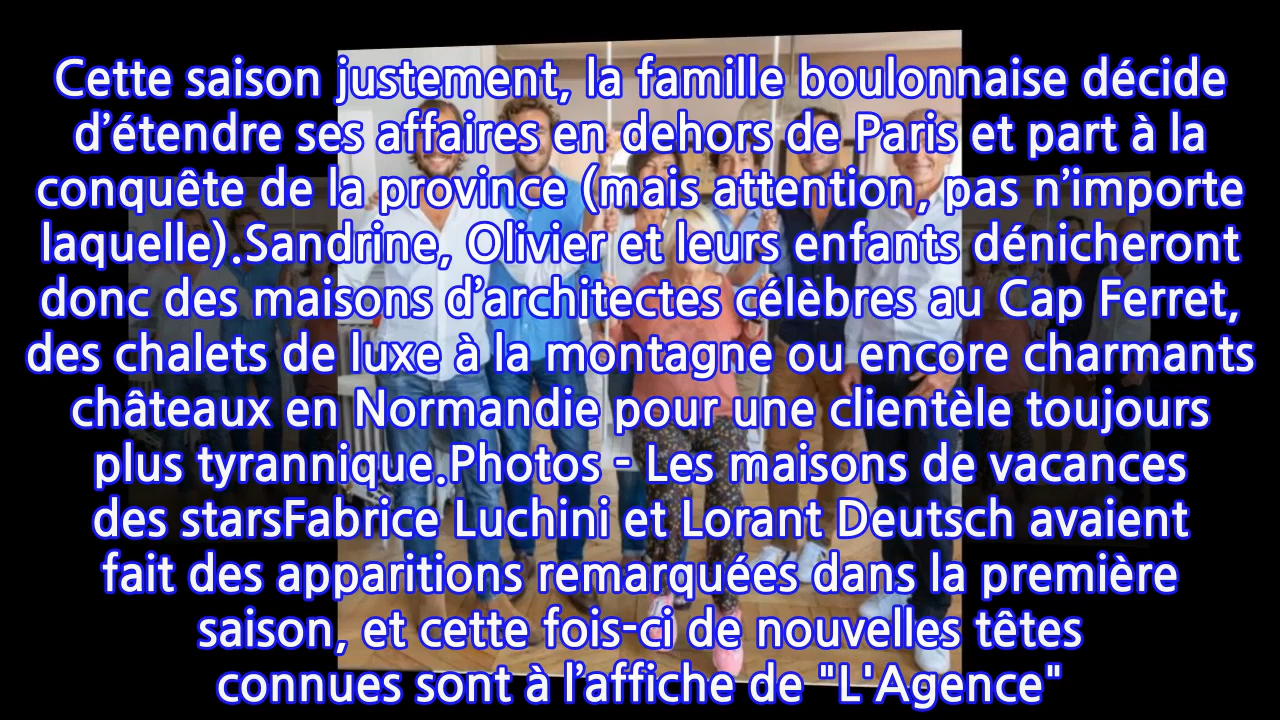 Cette saison justement, la famille boulonnaise décide
d’étendre ses affaires en dehors de Paris et part à la
conquête de la province (mais attention, pas n’importe
laquelle).Sandrine, Olivier et leurs enfants dénicheront
donc des maisons d’architectes célèbres au Cap Ferret,
des chalets de luxe à la montagne ou encore charmants
châteaux en Normandie pour une clientèle toujours
plus tyrannique.Photos - Les maisons de vacances
des starsFabrice Luchini et Lorant Deutsch avaient
fait des apparitions remarquées dans la première
saison, et cette fois-ci de nouvelles têtes
connues sont à l’affiche de "L'Agence"